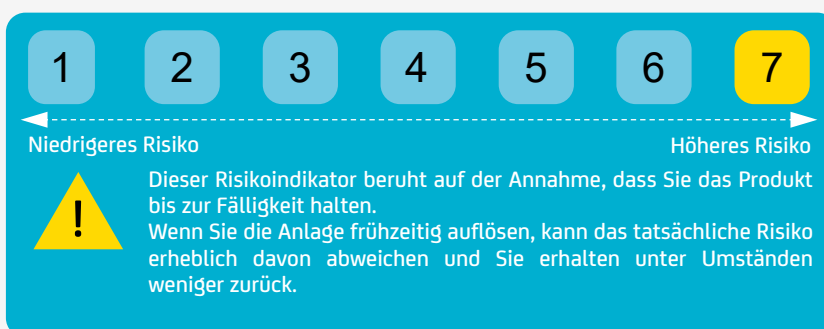 1 2 3 4 5 6 7
Niedrigeres Risiko Höheres Risiko
!
Dieser Risikoindikator beruht auf der Annahme, dass Sie das Produkt
bis zur Fälligkeit halten.
Wenn Sie die Anlage frühzeitig auflösen, kann das tatsächliche Risiko
erheblich davon abweichen und Sie erhalten unter Umständen
weniger zurück.